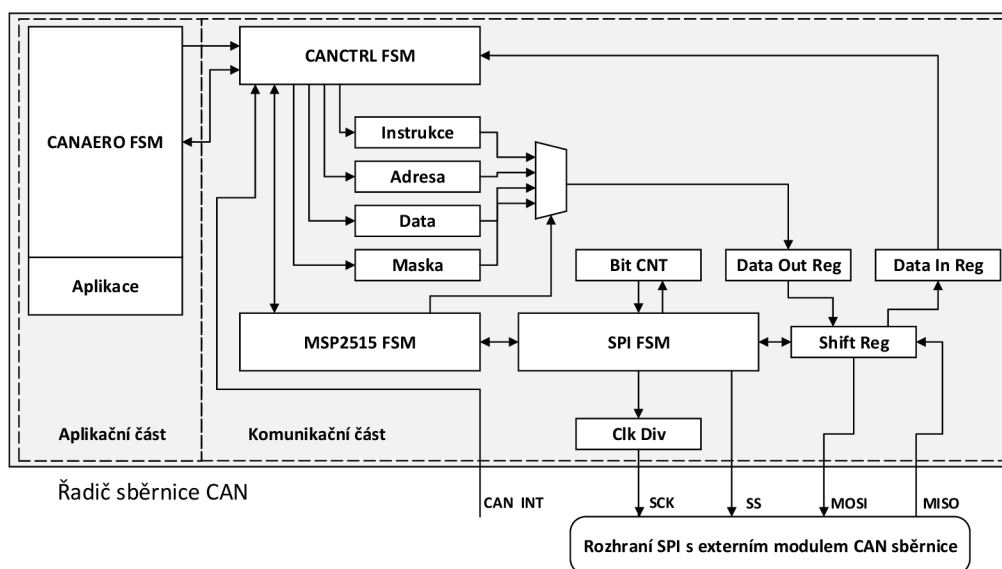 CANCTRL FSM
CANAERO FSM
Instrukce
Adresa
Data
Maska
Bit CNT
Data Out Reg
Data In Reg
Aplikace
MSP2515 FSM
SPI FSM
Shift Reg
Aplikační část
Komunikační část
Clk Div
Řadič sběrnice CAN
CAN INT
SCK
SS
MOSI
MISO
Rozhraní SPI s externím modulem CAN sběrnice